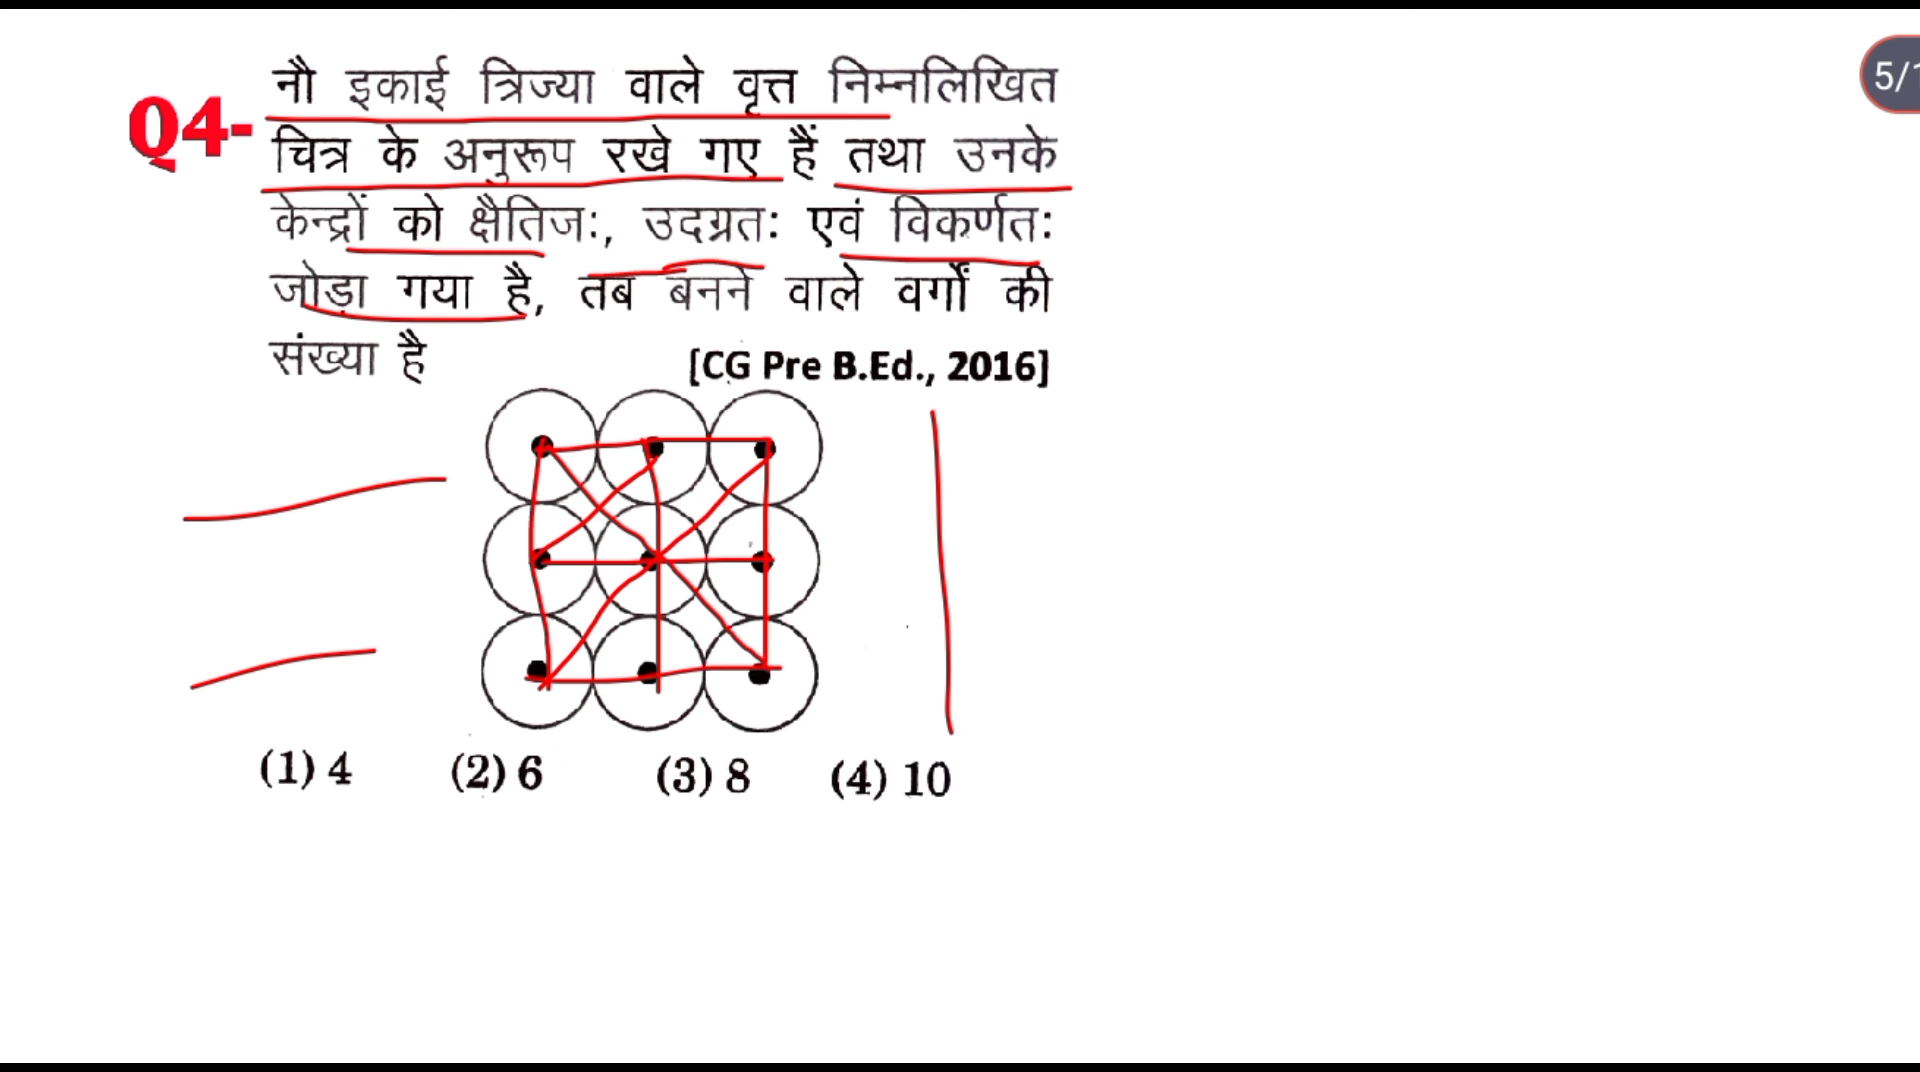 5/1
Q4-
नौ इकाई त्रिज्या वाले वृत्त निम्नलिखित
चित्र के अनुरूप रखे गए हैं तथा उनके
केन्द्रों को क्षैतिजः, उदग्रतः एवं विकर्णतः
जोड़ा गया है, तब बनने वाले वर्गों की
संख्या है
[CG Pre B.Ed., 2016]
(1) 4 (2) 6 (3) 8 (4) 10